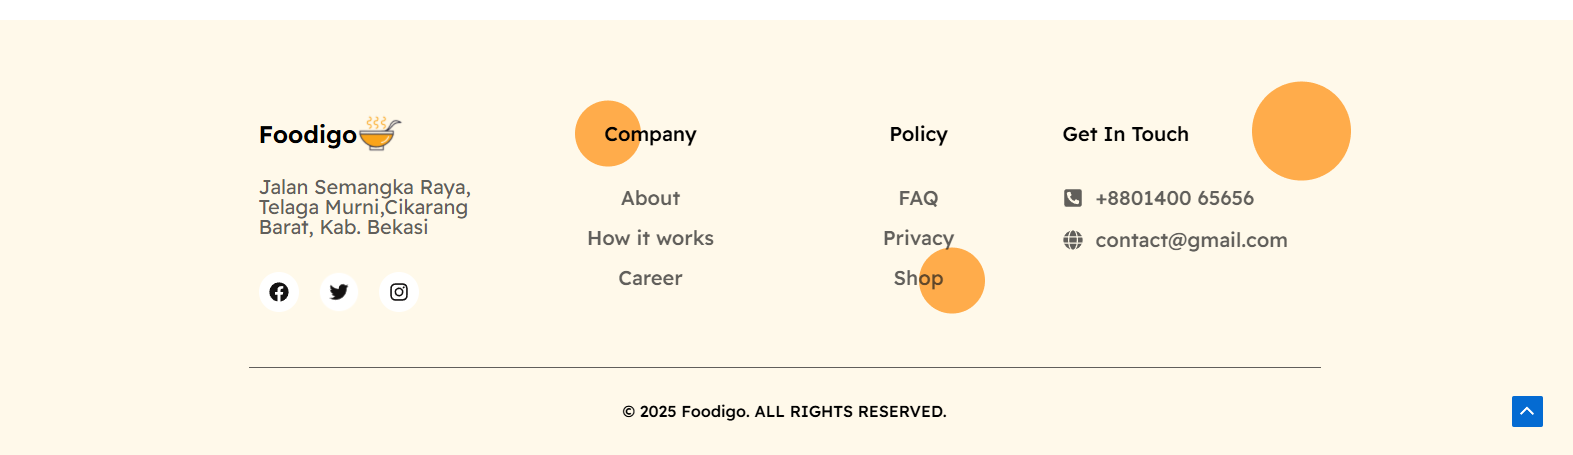 Foodigo
Jalan Semangka Raya,
Telaga Murni,Cikarang
Barat, Kab. Bekasi
Company
About
How it works
Career
Policy
FAQ
Privacy
Shop
Get In Touch
+8801400 65656
contact@gmail.com
© 2025 Foodigo. ALL RIGHTS RESERVED.